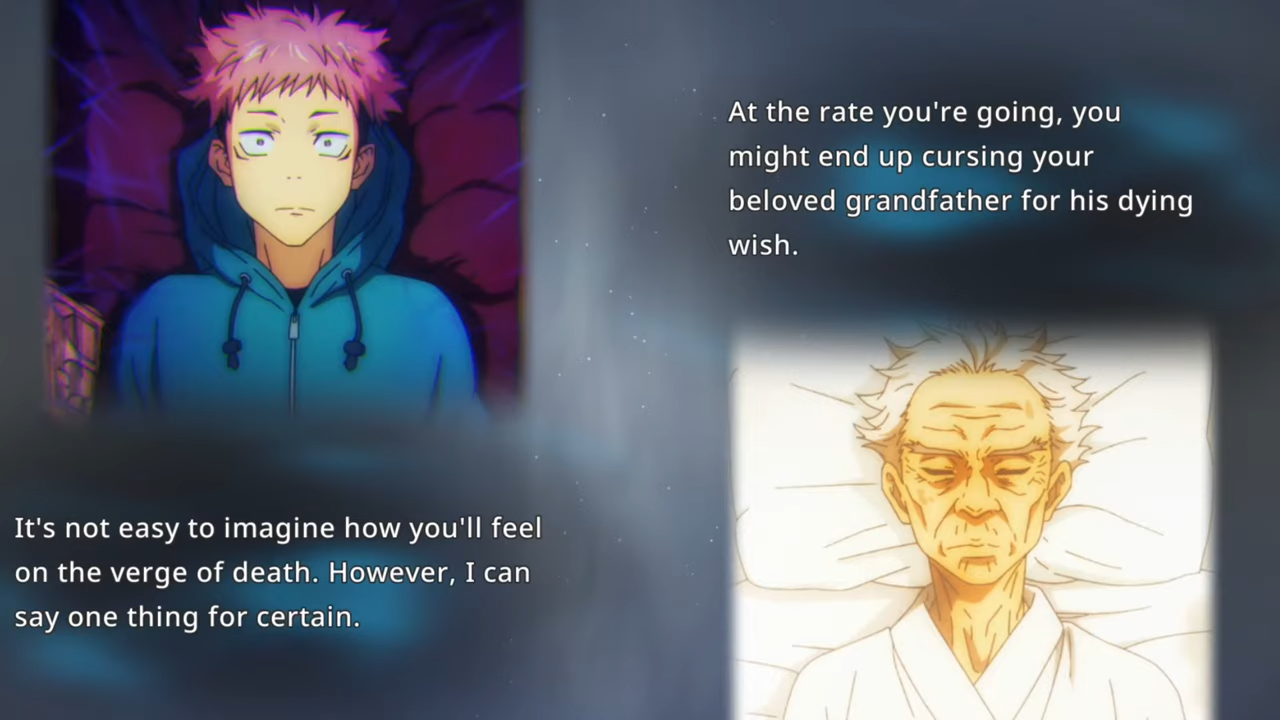 It's not easy to imagine how you'll feel
on the verge of death. However, I can
say one thing for certain.
At the rate you're going, you
might end up cursing your
beloved grandfather for his dying
wish.